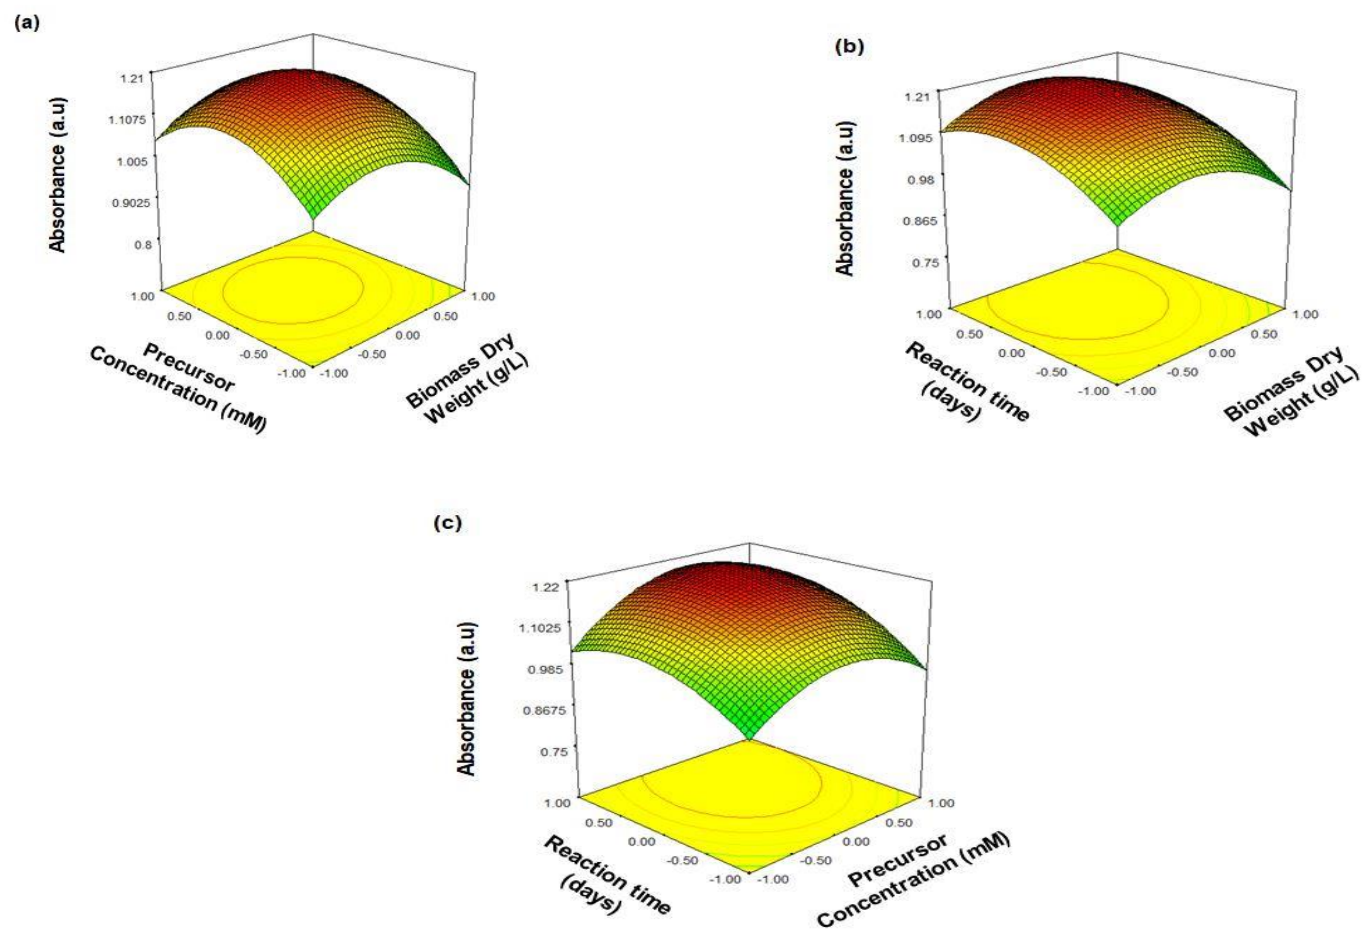 (a)
1.21
1.1075
1.005
0.9025
0.8
Absorbance (a.u)
1.00
0.50
0.00
-0.50
-1.00
Precursor
Concentration (mM)
-1.00
-0.50
0.00
0.50
1.00
Biomass Dry
Weight (g/L)
(b)
1.21
1.095
0.98
0.865
0.75
Absorbance (a.u)
1.00
0.50
0.00
-0.50
-1.00
Reaction time
(days)
-1.00
-0.50
0.00
0.50
1.00
Biomass Dry
Weight (g/L)
(c)
1.22
1.1025
0.985
0.8675
0.75
Absorbance (a.u)
1.00
0.50
0.00
-0.50
-1.00
Reaction time
(days)
-1.00
-0.50
0.00
0.50
1.00
Precursor
Concentration (mM)